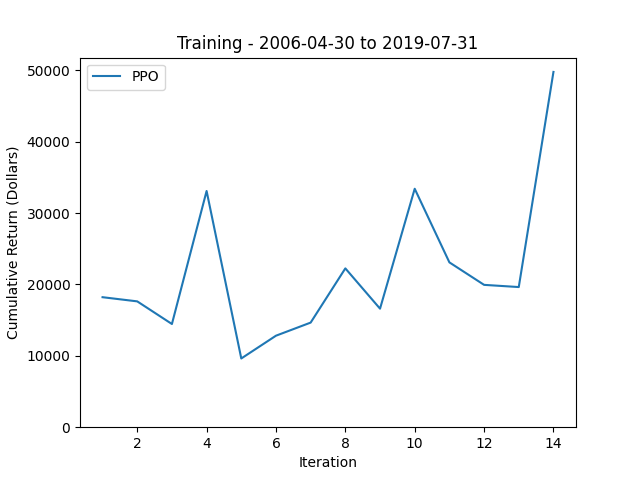 Training - 2006-04-30 to 2019-07-31
PPO
Cumulative Return (Dollars)
50000
40000
30000
20000
10000
0
2 4 6 8 10 12 14
Iteration